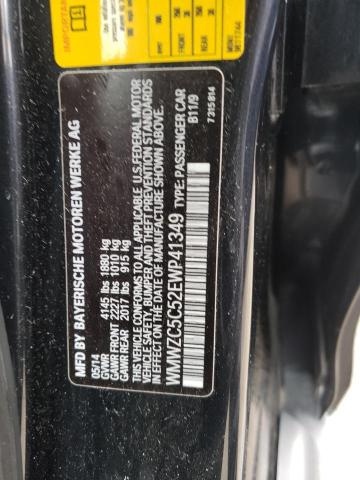 IMPORTANT
MFD BY BAYERISCHE MOTOREN WERKE AG
05/14
GVWR 4145 lbs 1880 kg
GAWR FRONT 2227 lbs 1010 kg
GAWR REAR 2017 lbs 915 kg
THIS VEHICLE CONFORMS TO ALL APPLICABLE U.S. FEDERAL MOTOR
VEHICLE SAFETY, BUMPER AND THEFT PREVENTION STANDARDS
IN EFFECT ON THE DATE OF MANUFACTURE SHOWN ABOVE.
WMWZC5C52EWP41349 TYPE: PASSENGER CAR
B11/9
7 315 814